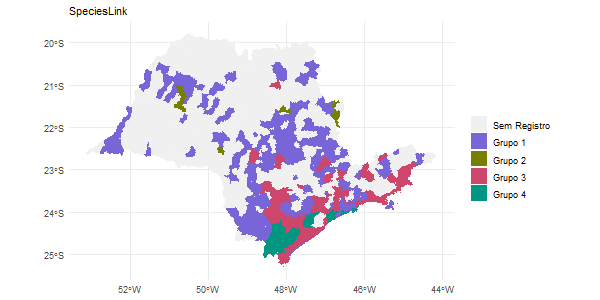 SpeciesLink
20°S
21°S
22°S
23°S
24°S
25°S
52°W
50°W
48°W
46°W
44°W
Sem Registro
Grupo 1
Grupo 2
Grupo 3
Grupo 4